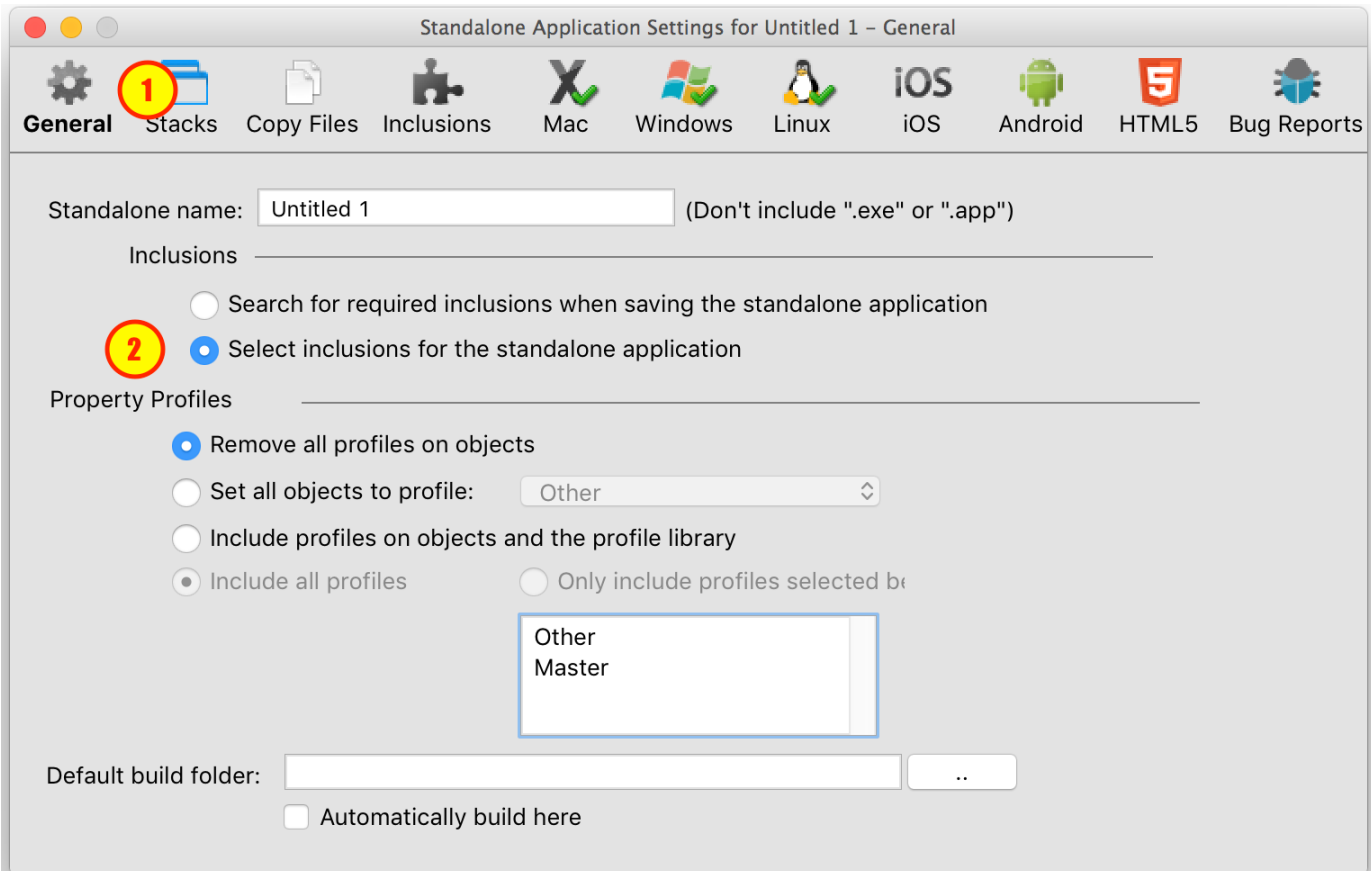 Standalone Application Settings for Untitled 1 – General
1
iOS
5
General Stacks Copy Files Inclusions Mac Windows Linux iOS Android HTML5 Bug Reports
Standalone name: Untitled 1 (Don't include ".exe" or ".app")
Inclusions
Search for required inclusions when saving the standalone application
2 Select inclusions for the standalone application
Property Profiles
Remove all profiles on objects
Set all objects to profile: Other
Include profiles on objects and the profile library
Include all profiles Only include profiles selected be
Other
Master
Default build folder: ..
Automatically build here